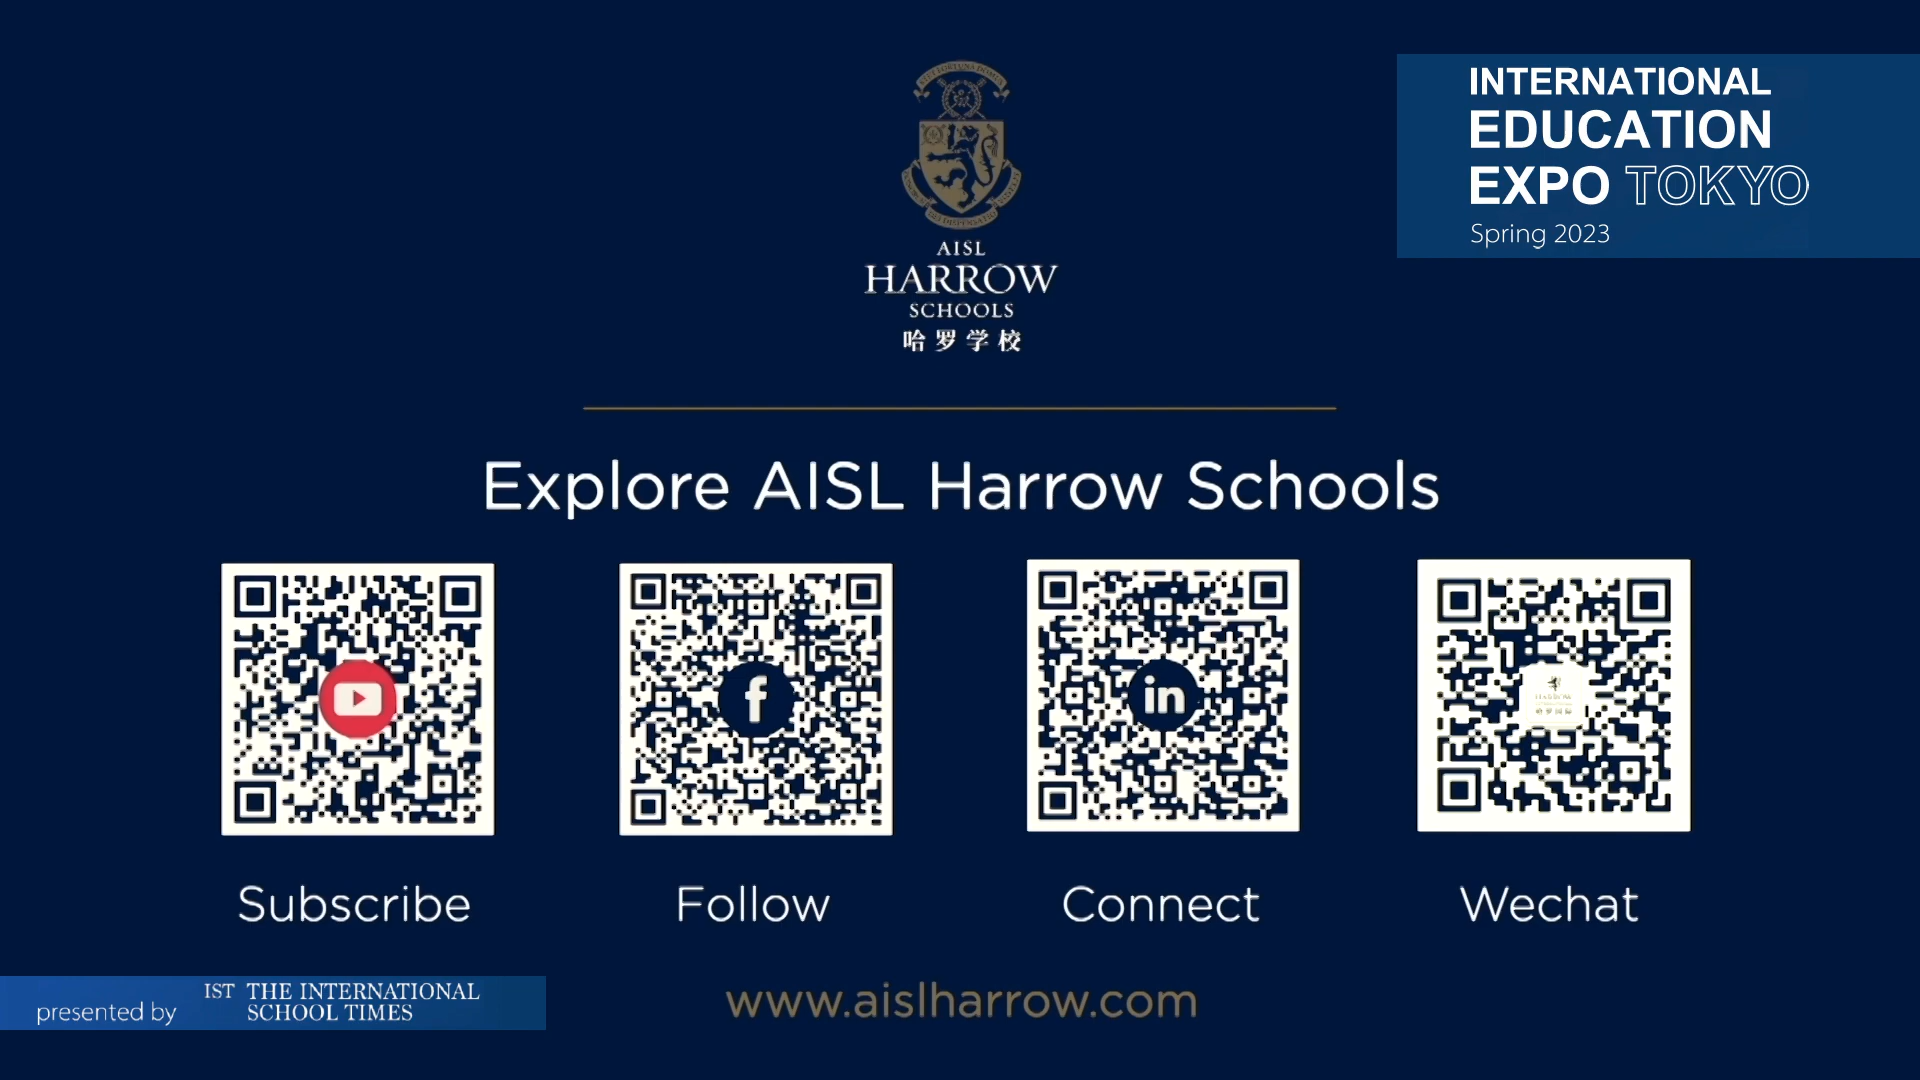 AISL
HARROW
SCHOOLS
哈罗学校
INTERNATIONAL
EDUCATION
EXPO TOKYO
Spring 2023
Explore AISL Harrow Schools
f
in
Subscribe
Follow
Connect
Wechat
presented by
IST THE INTERNATIONAL
SCHOOL TIMES
www.aislharrow.com